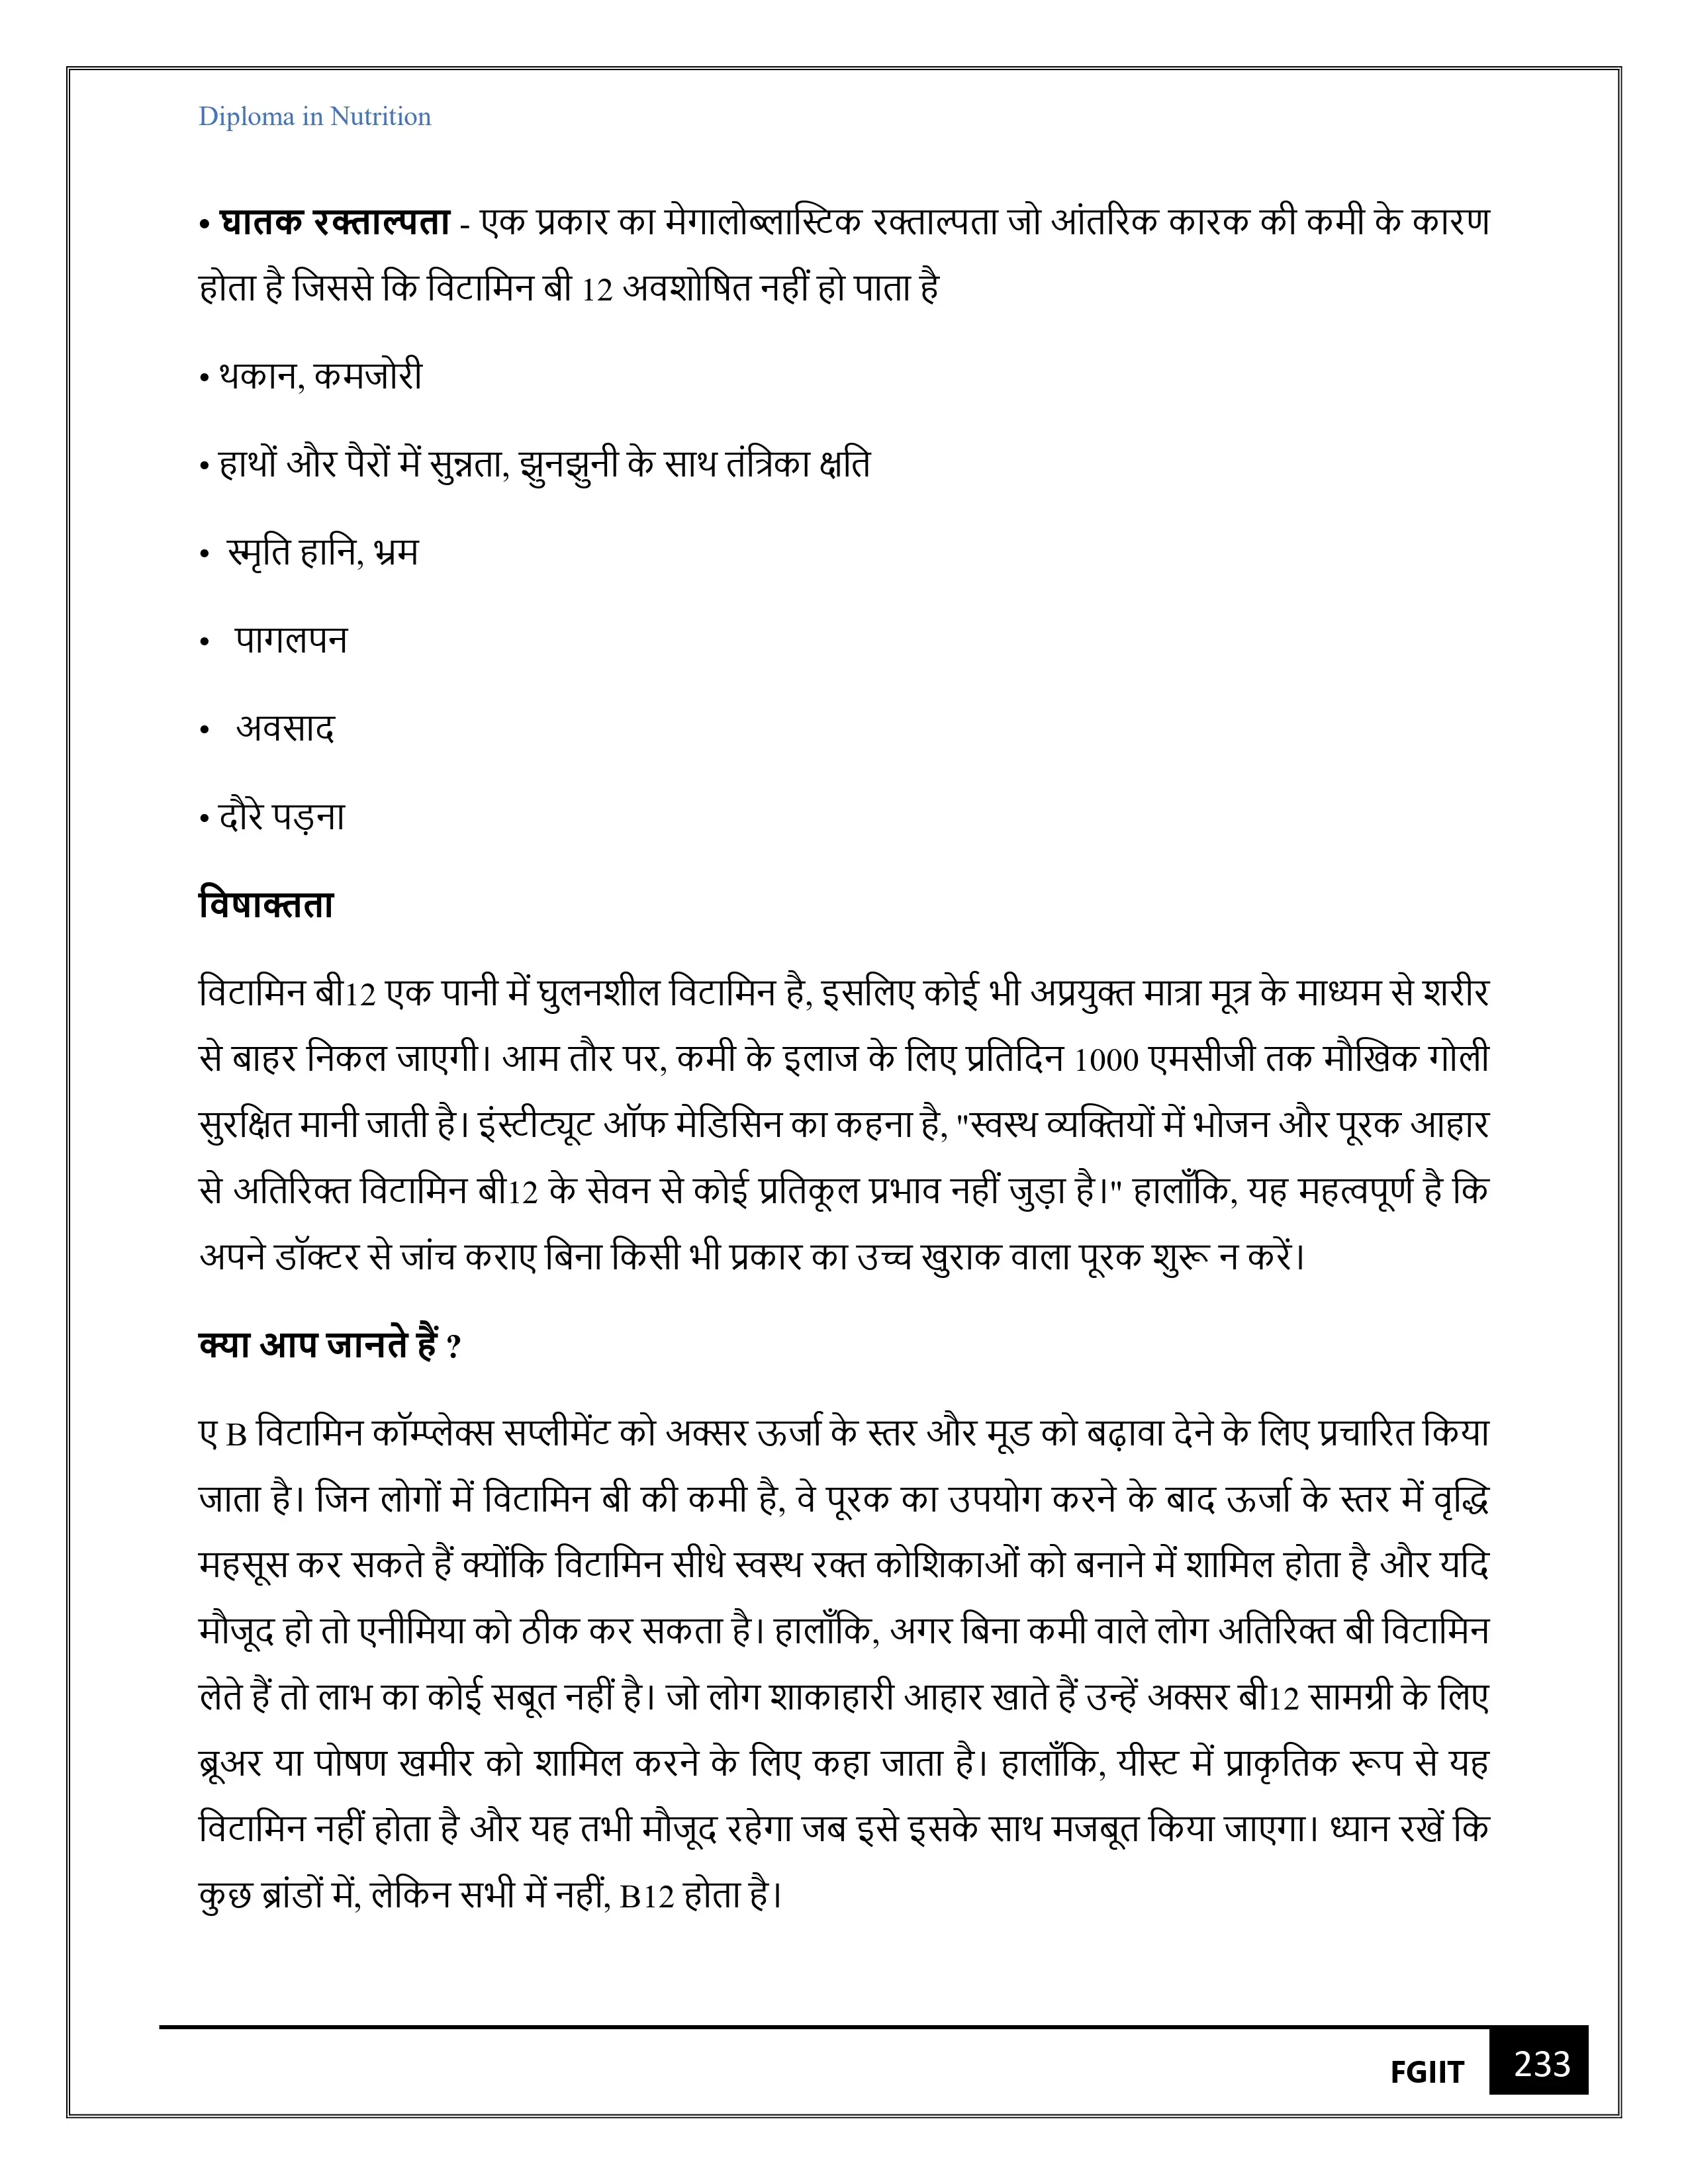 Diploma in Nutrition
• घातक रक्ताल्पता - एक प्रकार का मेगालोब्लास्टिक रक्ताल्पता जो आंतरिक कारक की कमी के कारण
होता है जिससे कि विटामिन बी 12 अवशोषित नहीं हो पाता है
• थकान, कमजोरी
• हाथों और पैरों में सुन्नता, झुनझुनी के साथ तंत्रिका क्षति
• स्मृति हानि, भ्रम
• पागलपन
• अवसाद
• दौरे पड़ना
विषाक्तता
विटामिन बी12 एक पानी में घुलनशील विटामिन है, इसलिए कोई भी अप्रयुक्त मात्रा मूत्र के माध्यम से शरीर
से बाहर निकल जाएगी। आम तौर पर, कमी के इलाज के लिए प्रतिदिन 1000 एमसीजी तक मौखिक गोली
सुरक्षित मानी जाती है। इंस्टीट्यूट ऑफ मेडिसिन का कहना है, "स्वस्थ व्यक्तियों में भोजन और पूरक आहार
से अतिरिक्त विटामिन बी12 के सेवन से कोई प्रतिकूल प्रभाव नहीं जुड़ा है।" हालाँकि, यह महत्वपूर्ण है कि
अपने डॉक्टर से जांच कराए बिना किसी भी प्रकार का उच्च खुराक वाला पूरक शुरू न करें।
क्या आप जानते हैं ?
ए B विटामिन कॉम्प्लेक्स सप्लीमेंट को अक्सर ऊर्जा के स्तर और मूड को बढ़ावा देने के लिए प्रचारित किया
जाता है। जिन लोगों में विटामिन बी की कमी है, वे पूरक का उपयोग करने के बाद ऊर्जा के स्तर में वृद्धि
महसूस कर सकते हैं क्योंकि विटामिन सीधे स्वस्थ रक्त कोशिकाओं को बनाने में शामिल होता है और यदि
मौजूद हो तो एनीमिया को ठीक कर सकता है। हालाँकि, अगर बिना कमी वाले लोग अतिरिक्त बी विटामिन
लेते हैं तो लाभ का कोई सबूत नहीं है। जो लोग शाकाहारी आहार खाते हैं उन्हें अक्सर बी12 सामग्री के लिए
ब्रूअर या पोषण खमीर को शामिल करने के लिए कहा जाता है। हालाँकि, यीस्ट में प्राकृतिक रूप से यह
विटामिन नहीं होता है और यह तभी मौजूद रहेगा जब इसे इसके साथ मजबूत किया जाएगा। ध्यान रखें कि
कुछ ब्रांडों में, लेकिन सभी में नहीं, B12 होता है।
FGIIT 233